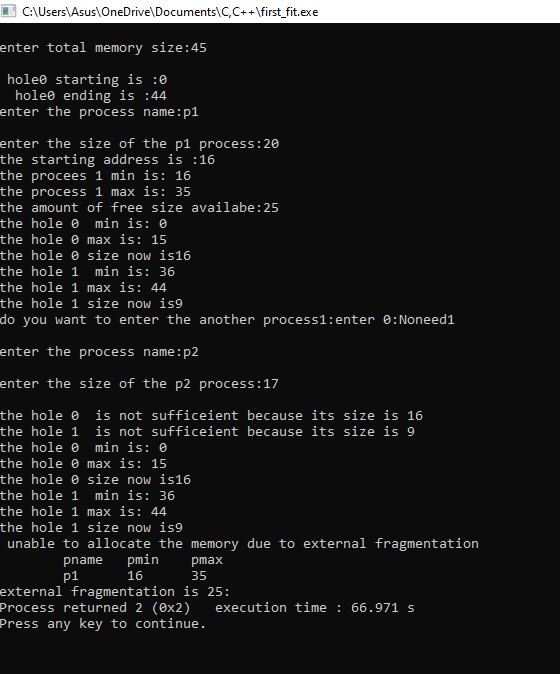 C:\Users\Asus\OneDrive\Documents\C,C++\first_fit.exe
enter total memory size:45
hole0 starting is :0
hole0 ending is :44
enter the process name:p1
enter the size of the p1 process:20
the starting address is :16
the procees 1 min is: 16
the process 1 max is: 35
the amount of free size availabe:25
the hole 0  min is: 0
the hole 0 max is: 15
the hole 0 size now is16
the hole 1  min is: 36
the hole 1 max is: 44
the hole 1 size now is9
do you want to enter the another process1:enter 0:Noneed1
enter the process name:p2
enter the size of the p2 process:17
the hole 0  is not sufficeient because its size is 16
the hole 1  is not sufficeient because its size is 9
the hole 0  min is: 0
the hole 0 max is: 15
the hole 0 size now is16
the hole 1  min is: 36
the hole 1 max is: 44
the hole 1 size now is9
unable to allocate the memory due to external fragmentation
pname   pmin    pmax
p1      16      35
external fragmentation is 25:
Process returned 2 (0x2)   execution time : 66.971 s
Press any key to continue.